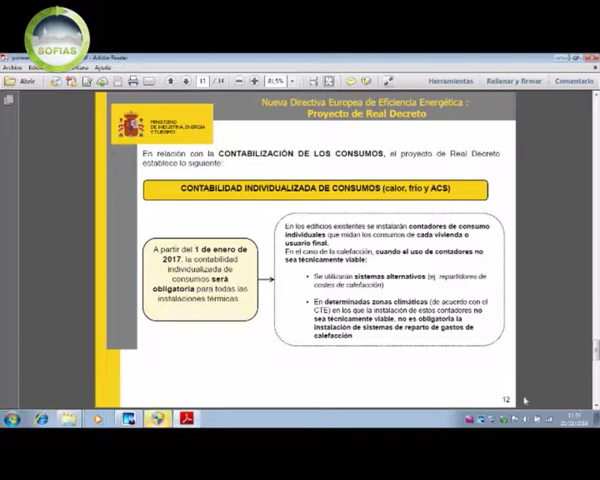 SOFIAS
Adobe Reader
Archivo
Ventana Ayuda
Abrir
/ 14
81,5%
Herramientas
Rellenar y firmar
Comentario
Nueva Directiva Europea de Eficiencia Energética :
Proyecto de Real Decreto
MINISTERIO
DE INDUSTRIA, ENERGÍA
Y TURISMO
En relación con la CONTABILIZACIÓN DE LOS CONSUMOS, el proyecto de Real Decreto
establece lo siguiente:
CONTABILIDAD INDIVIDUALIZADA DE CONSUMOS (calor, frío y ACS)
A partir del 1 de enero de
2017, la contabilidad
individualizada de
consumos será
obligatoria para todas las
instalaciones térmicas
En los edificios existentes se instalarán contadores de consumo
individuales que midan los consumos de cada vivienda o
usuario final.
En el caso de la calefacción, cuando el uso de contadores no
sea técnicamente viable:
Se utilizarán sistemas alternativos (ej. repartidores de
costes de calefacción)
En determinadas zonas climáticas (de acuerdo con el
CTE) en los que la instalación de estos contadores no
sea técnicamente viable, no es obligatoria la
instalación de sistemas de reparto de gastos de
calefacción
12